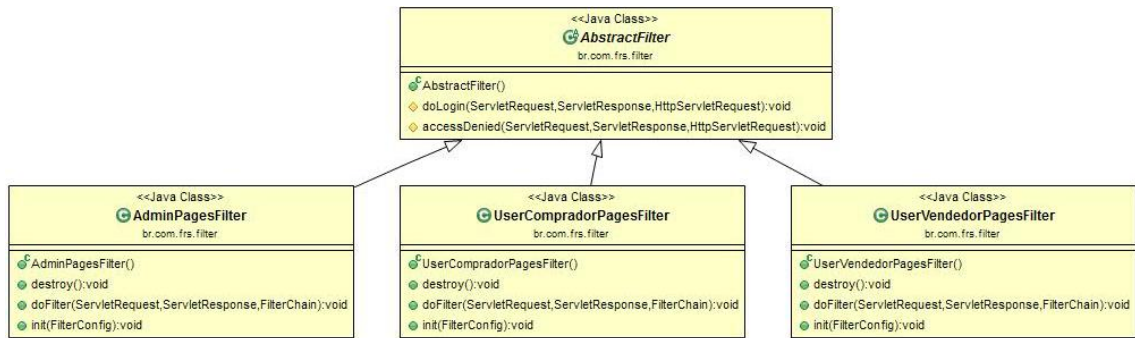 <<Java Class>>
AbstractFilter
br.com.frs.filter
AbstractFilter()
doLogin(ServletRequest,ServletResponse,HttpServletRequest):void
accessDenied(ServletRequest,ServletResponse,HttpServletRequest):void
<<Java Class>>
AdminPagesFilter
br.com.frs.filter
AdminPagesFilter()
destroy():void
doFilter(ServletRequest,ServletResponse,FilterChain):void
init(FilterConfig):void
<<Java Class>>
UserCompradorPagesFilter
br.com.frs.filter
UserCompradorPagesFilter()
destroy():void
doFilter(ServletRequest,ServletResponse,FilterChain):void
init(FilterConfig):void
<<Java Class>>
UserVendedorPagesFilter
br.com.frs.filter
UserVendedorPagesFilter()
destroy():void
doFilter(ServletRequest,ServletResponse,FilterChain):void
init(FilterConfig):void